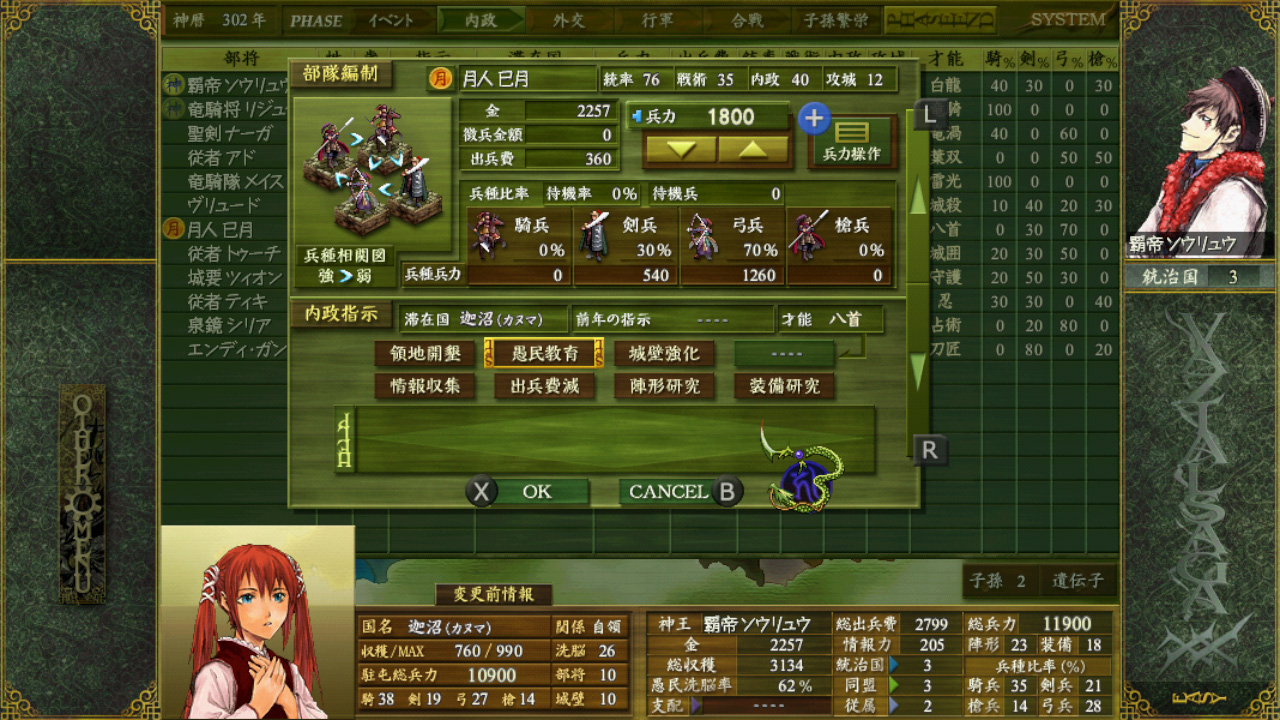 神暦 302年 PHASE イベント 内政 外交 行軍 合戦 子孫繁栄 PHASE END SYSTEM
部将 才能 騎% 剣% 弓% 槍%
神 覇帝ソウリュウ 白龍 40 30 0 30
神 竜騎将リジュ 騎 100 0 0 0
聖剣ナーガ 渦 40 0 60 0
従者アド 葉双 0 0 50 50
竜騎隊メイス 雷光 100 0 0 0
ヴリュード 城殺 10 40 20 30
月 月人 巳月 八首 0 30 70 0
従者トゥーチ 城囲 20 30 50 0
城要ツィオン 守護 20 50 30 0
従者ティキ 忍 30 30 0 40
泉鏡シリア 占術 0 20 80 0
エンディ・ガン 刀匠 0 80 0 20
部隊編制 月 月人 巳月 統率 76 戦術 35 内政 40 攻城 12
金 2257 兵力 1800
徴兵金額 0
出兵費 360 兵力操作
兵種比率 待機率 0% 待機兵 0
騎兵 0% 剣兵 30% 弓兵 70% 槍兵 0%
兵種相関図
強 > 弱
兵種兵力 0 540 1260 0
内政指示 滞在国 迦沼(カヌマ) 前年の指示 ---- 才能 八首
領地開墾 愚民教育 城壁強化 ----
情報収集 出兵費減 陣形研究 装備研究
X OK CANCEL B
L
R
覇帝ソウリュウ
統治国 3
子孫 2 遺伝子
変更前情報
国名 迦沼(カヌマ) 関係 自領
収穫/MAX 760/990 洗脳 26
駐屯総兵力 10900 部将 10
騎38 剣19 弓27 槍14 城壁 10
神王 覇帝ソウリュウ 総出兵費 2799 総兵力 11900
金 2257 情報力 205 陣形 23 装備 18
総収穫 3134 統治国 3 兵種比率(%)
愚民洗脳率 62% 同盟 3 騎兵 35 剣兵 21
支配 ---- 従属 2 槍兵 14 弓兵 28
EASY